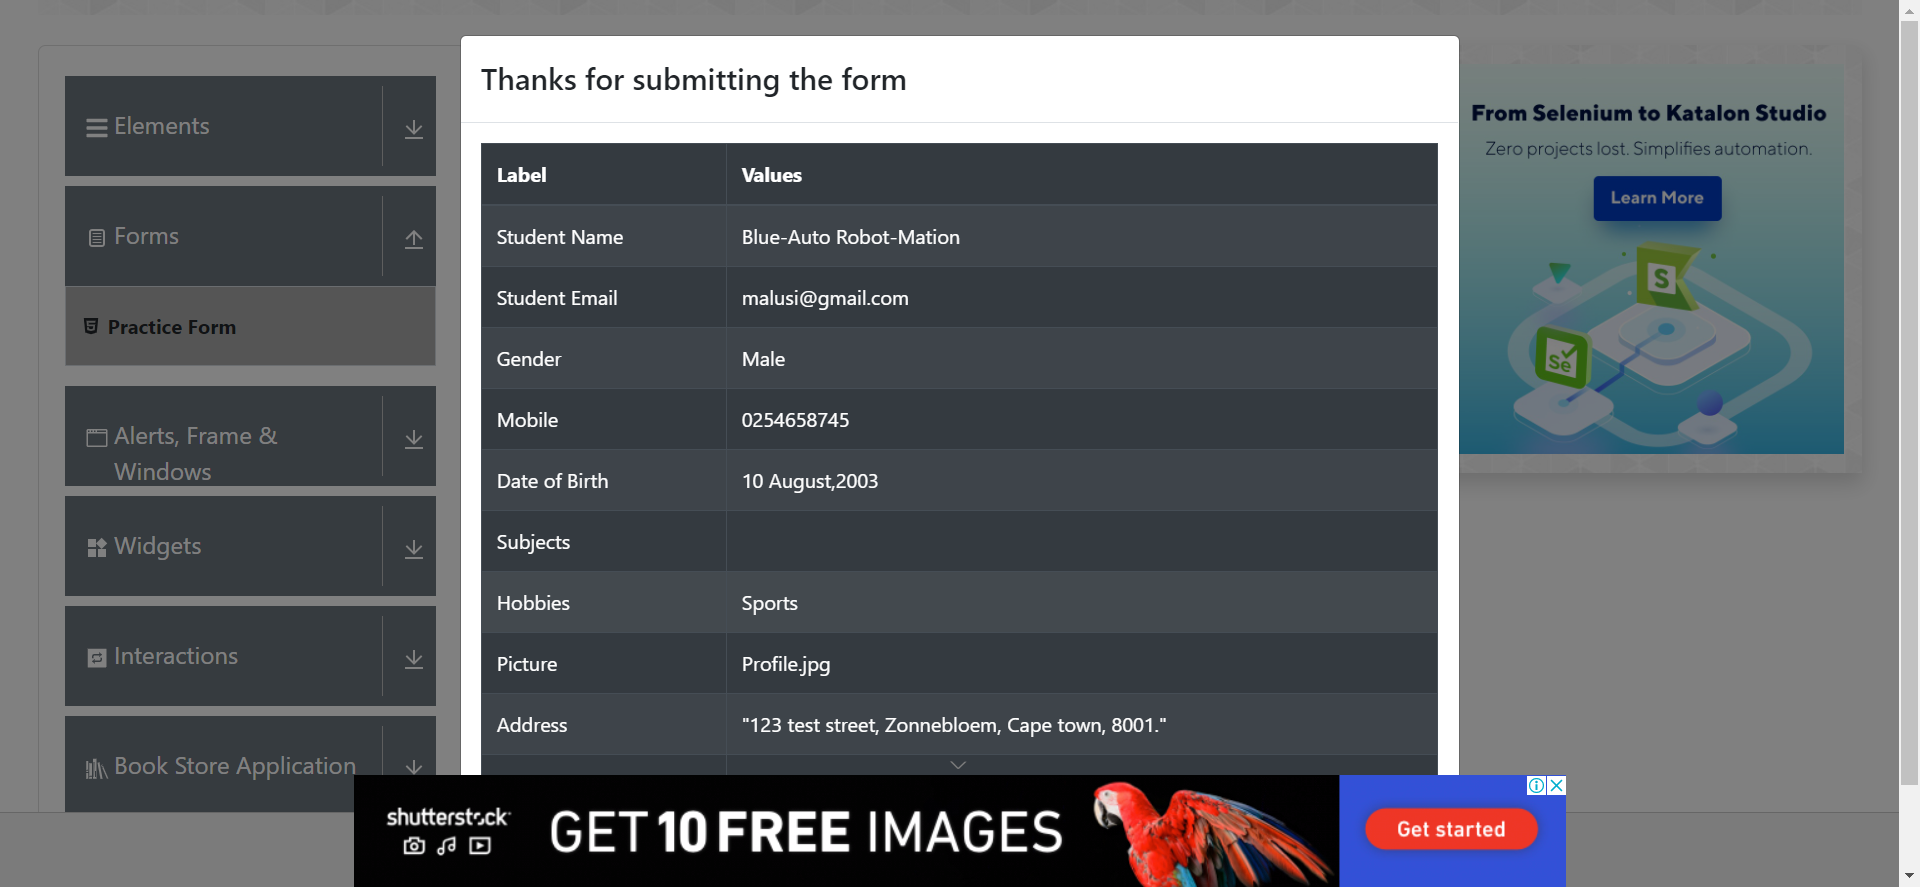 Elements
Forms
Practice Form
Alerts, Frame &
Windows
Widgets
Interactions
Book Store Application
Thanks for submitting the form
Label Values
Student Name Blue-Auto Robot-Mation
Student Email malusi@gmail.com
Gender Male
Mobile 0254658745
Date of Birth 10 August,2003
Subjects
Hobbies Sports
Picture Profile.jpg
Address "123 test street, Zonnebloem, Cape town, 8001."
From Selenium to Katalon Studio
Zero projects lost. Simplifies automation.
Learn More
S
Se
shutterstock
GET 10 FREE IMAGES
Get started